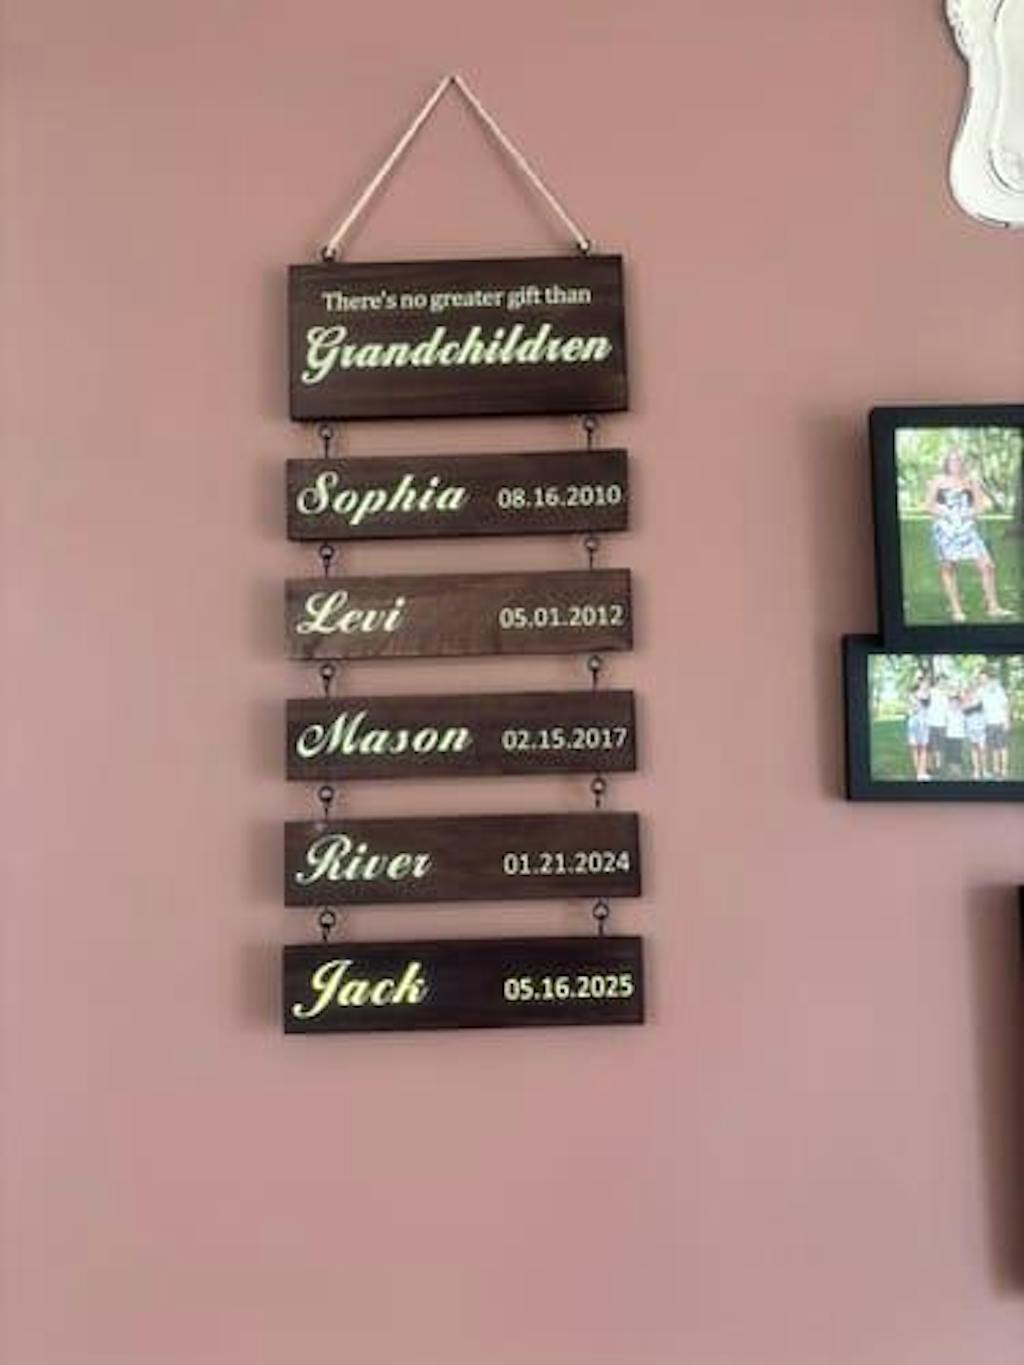 There's no greater gift than
Grandchildren
Sophia 08.16.2010
Levi 05.01.2012
Mason 02.15.2017
River 01.21.2024
Jack 05.16.2025